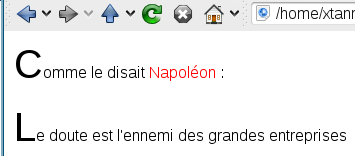 /home/xtann
Comme le disait Napoléon :
Le doute est l'ennemi des grandes entreprises